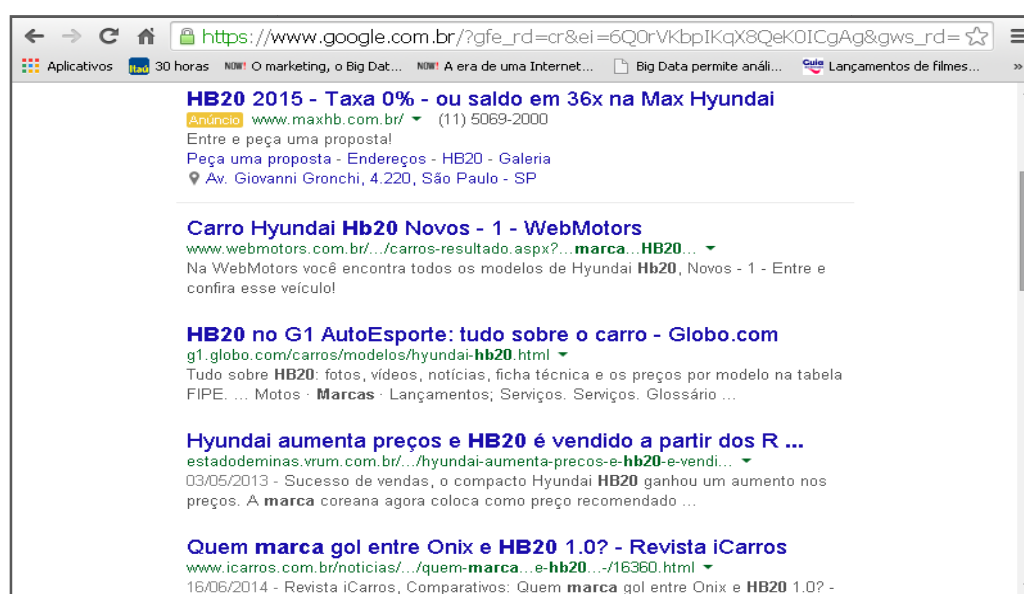 https://www.google.com.br/?gfe_rd=cr&ei=6Q0rVKbpIKqX8QeK0ICgAg&gws_rd=
Aplicativos Itaú 30 horas NOW! O marketing, o Big Dat... NOW! A era de uma Internet... Big Data permite análi... Guia Lançamentos de filmes... »
HB20 2015 - Taxa 0% - ou saldo em 36x na Max Hyundai
Anúncio www.maxhb.com.br/ (11) 5069-2000
Entre e peça uma proposta!
Peça uma proposta - Endereços - HB20 - Galeria
Av. Giovanni Gronchi, 4.220, São Paulo - SP
Carro Hyundai Hb20 Novos - 1 - WebMotors
www.webmotors.com.br/.../carros-resultado.aspx?...marca...HB20...
Na WebMotors você encontra todos os modelos de Hyundai Hb20, Novos - 1 - Entre e
confira esse veículo!
HB20 no G1 AutoEsporte: tudo sobre o carro - Globo.com
g1.globo.com/carros/modelos/hyundai-hb20.html
Tudo sobre HB20: fotos, vídeos, notícias, ficha técnica e os preços por modelo na tabela
FIPE. ... Motos · Marcas · Lançamentos; Serviços. Serviços. Glossário ...
Hyundai aumenta preços e HB20 é vendido a partir dos R ...
estadodeminas.vrum.com.br/.../hyundai-aumenta-precos-e-hb20-e-vendi...
03/05/2013 - Sucesso de vendas, o compacto Hyundai HB20 ganhou um aumento nos
preços. A marca coreana agora coloca como preço recomendado ...
Quem marca gol entre Onix e HB20 1.0? - Revista iCarros
www.icarros.com.br/noticias/.../quem-marca...e-hb20...-/16360.html
16/06/2014 - Revista iCarros, Comparativos: Quem marca gol entre Onix e HB20 1.0? -